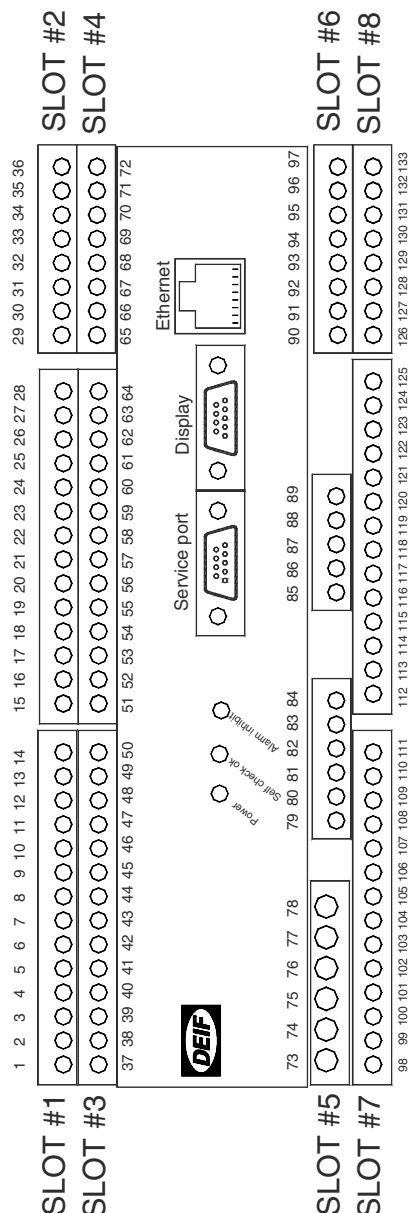 1 2 3 4 5 6 7 8 9 10 11 12 13 14 15 16 17 18 19 20 21 22 23 24 25 26 27 28 29 30 31 32 33 34 35 36
SLOT #1 SLOT #2
SLOT #3 SLOT #4
37 38 39 40 41 42 43 44 45 46 47 48 49 50 51 52 53 54 55 56 57 58 59 60 61 62 63 64 65 66 67 68 69 70 71 72
Service port Display Ethernet
DEIF
Power
Self check ok
Alarm inhibit
73 74 75 76 77 78 79 80 81 82 83 84 85 86 87 88 89 90 91 92 93 94 95 96 97
SLOT #5 SLOT #6
SLOT #7 SLOT #8
98 99 100 101 102 103 104 105 106 107 108 109 110 111 112 113 114 115 116 117 118 119 120 121 122 123 124 125 126 127 128 129 130 131 132 133